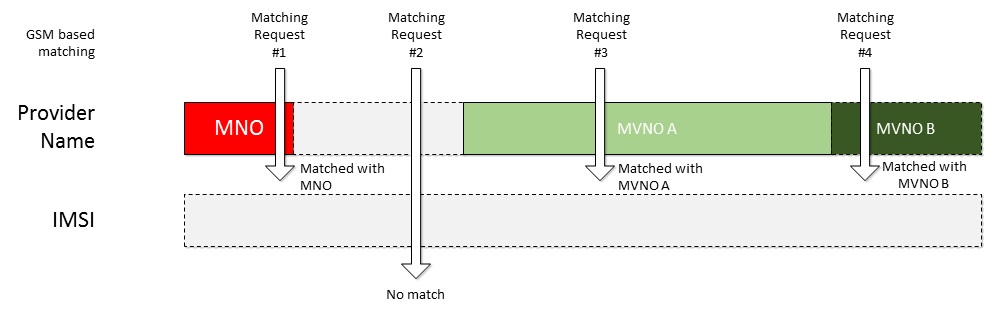 GSM based
matching
Matching
Request
#1
Matching
Request
#2
Matching
Request
#3
Matching
Request
#4
Provider
Name
MNO
MVNO A
MVNO B
Matched with
MNO
Matched with
MVNO A
Matched with
MVNO B
IMSI
No match